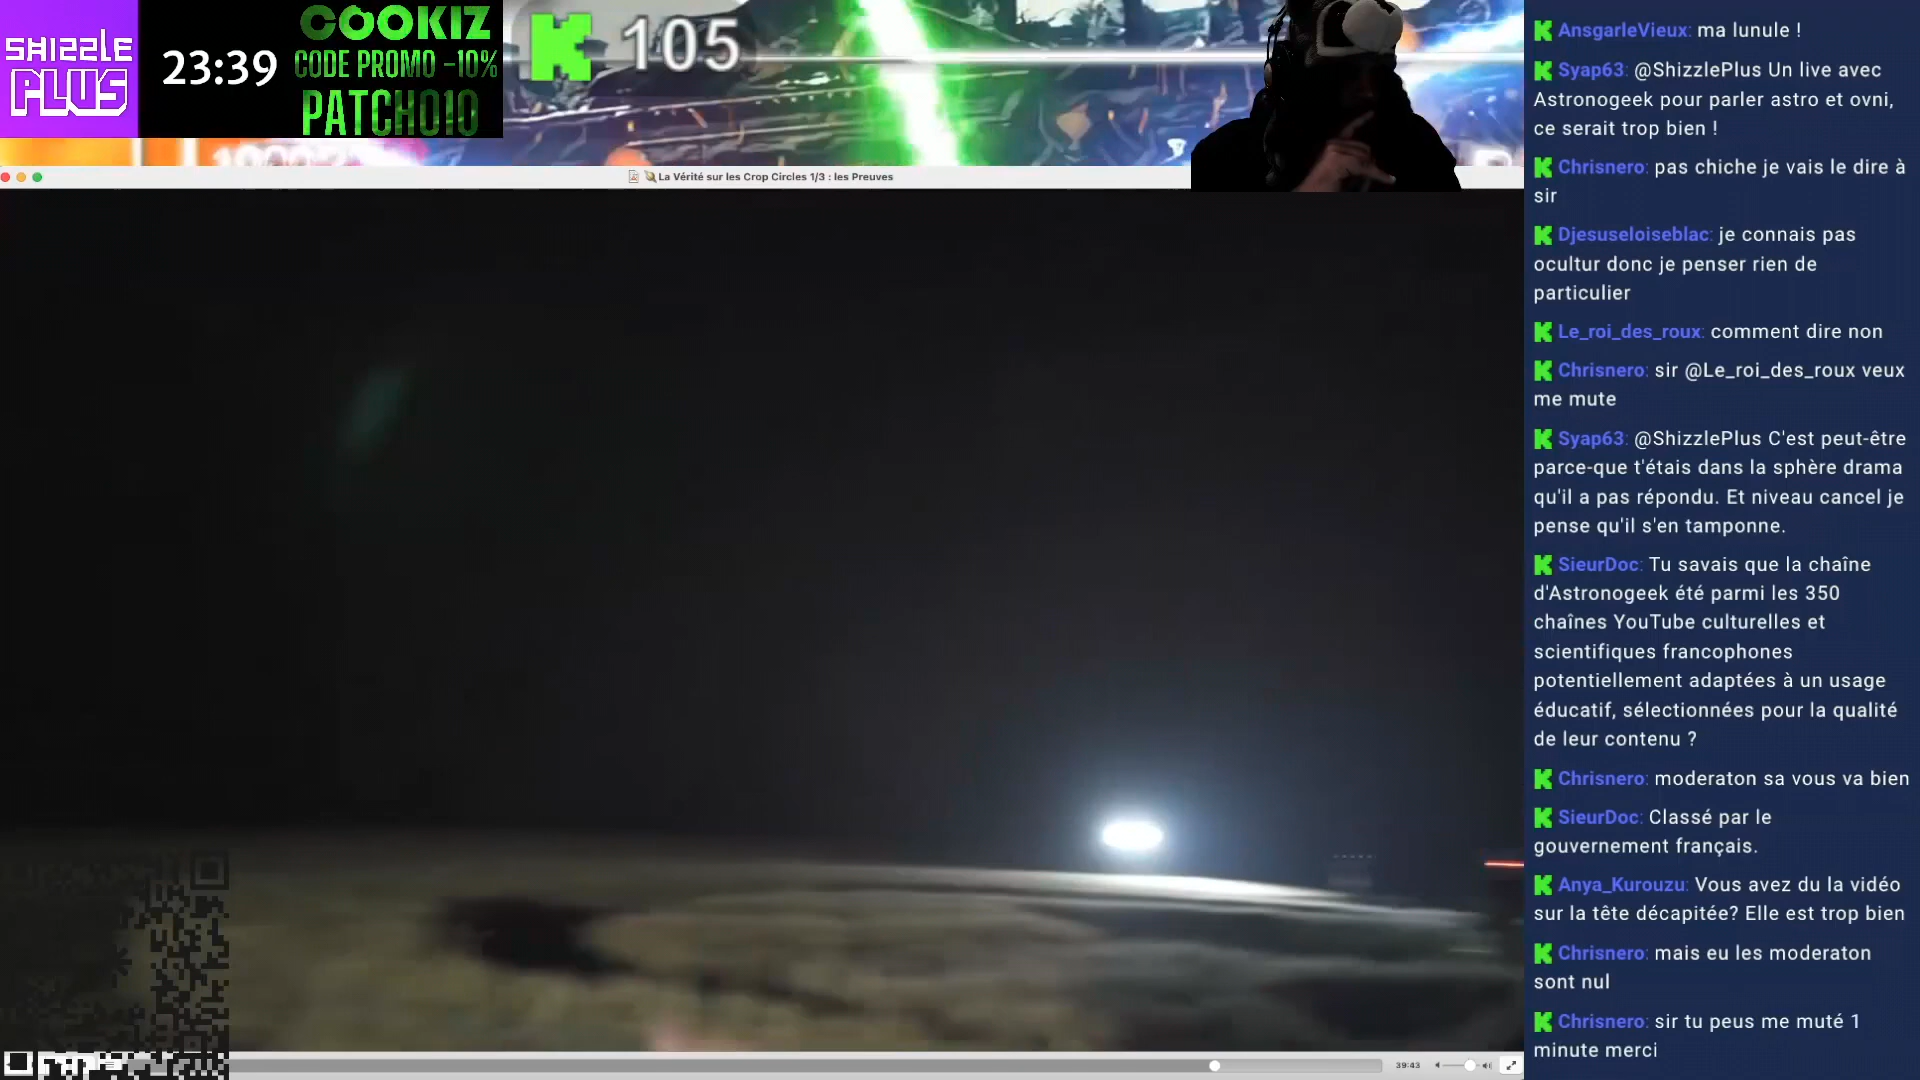 SHIZZLE
PLUS
23:39
COOKIZ
CODE PROMO -10%
PATCHO10
105
La Vérité sur les Crop Circles 1/3 : les Preuves
AnsgarleVieux: ma lunule !
Syap63: @ShizzlePlus Un live avec
Astronogeek pour parler astro et ovni,
ce serait trop bien !
Chrisnero: pas chiche je vais le dire à
sir
Djesuseloiseblac: je connais pas
ocultur donc je penser rien de
particulier
Le_roi_des_roux: comment dire non
Chrisnero: sir @Le_roi_des_roux veux
me mute
Syap63: @ShizzlePlus C'est peut-être
parce-que t'étais dans la sphère drama
qu'il a pas répondu. Et niveau cancel je
pense qu'il s'en tamponne.
SieurDoc: Tu savais que la chaîne
d'Astronogeek été parmi les 350
chaînes YouTube culturelles et
scientifiques francophones
potentiellement adaptées à un usage
éducatif, sélectionnées pour la qualité
de leur contenu ?
Chrisnero: moderaton sa vous va bien
SieurDoc: Classé par le
gouvernement français.
Anya_Kurouzu: Vous avez du la vidéo
sur la tête décapitée? Elle est trop bien
Chrisnero: mais eu les moderaton
sont nul
Chrisnero: sir tu peus me muté 1
minute merci
39:43